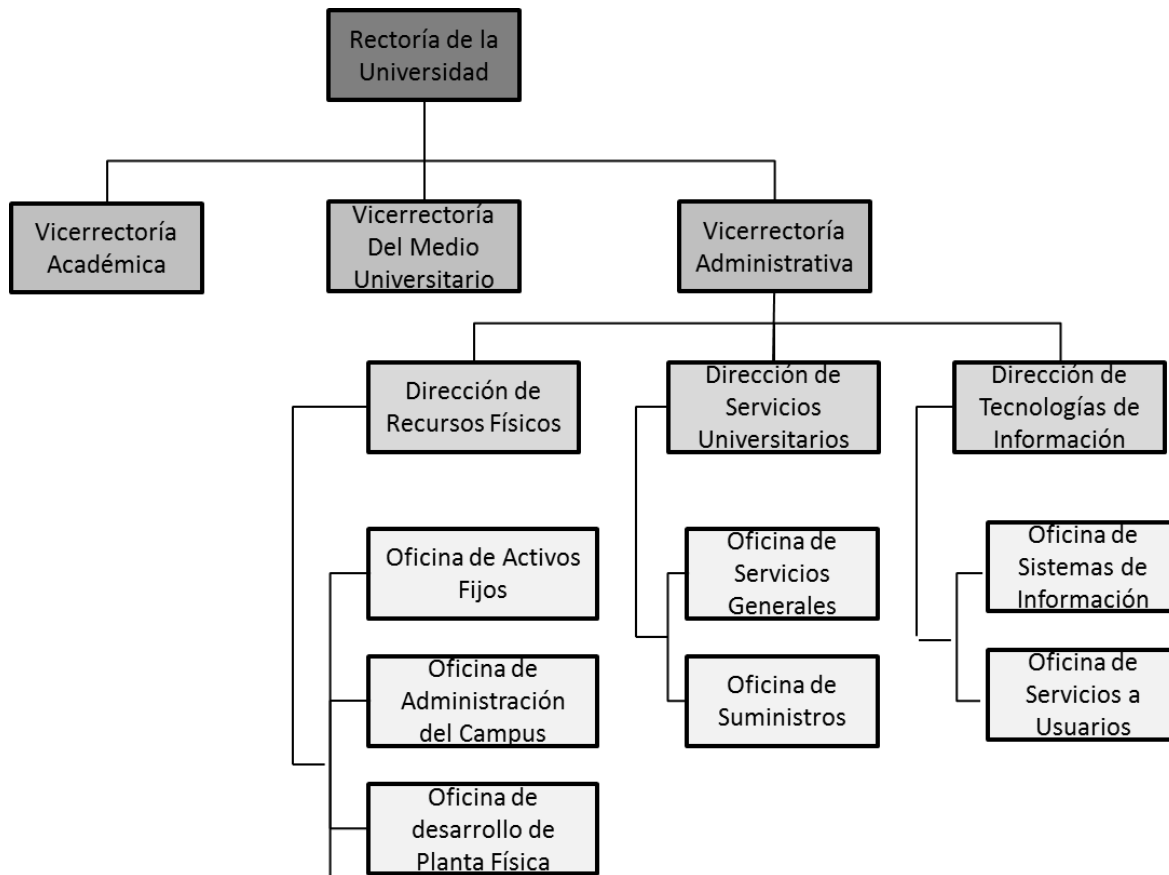 Rectoría de la
Universidad
Vicerrectoría
Académica
Vicerrectoría
Del Medio
Universitario
Vicerrectoría
Administrativa
Dirección de
Recursos Físicos
Dirección de
Servicios
Universitarios
Dirección de
Tecnologías de
Información
Oficina de Activos
Fijos
Oficina de
Servicios
Generales
Oficina de
Sistemas de
Información
Oficina de
Administración
del Campus
Oficina de
Suministros
Oficina de
Servicios a
Usuarios
Oficina de
desarrollo de
Planta Física